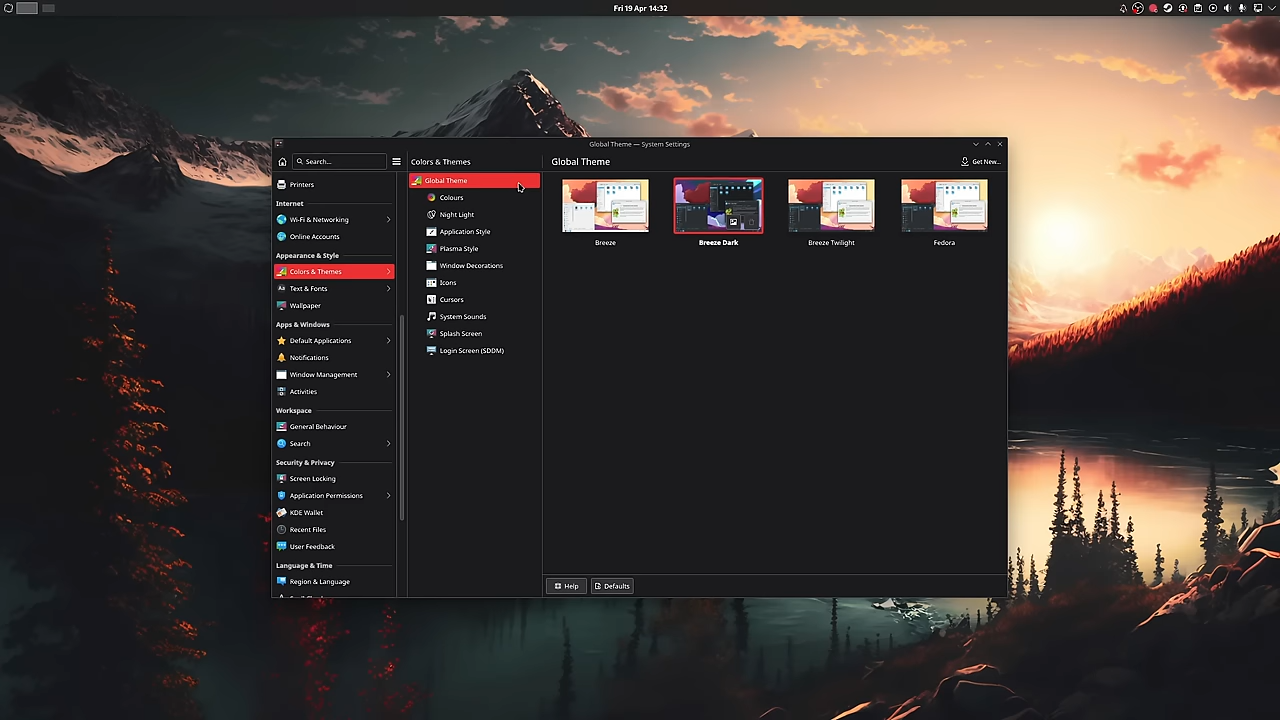 Fri 19 Apr 14:32
Global Theme — System Settings
Search...
Colors & Themes
Global Theme
Get New...
Printers
Internet
Wi-Fi & Networking
Online Accounts
Appearance & Style
Colors & Themes
Text & Fonts
Wallpaper
Apps & Windows
Default Applications
Notifications
Window Management
Activities
Workspace
General Behaviour
Search
Security & Privacy
Screen Locking
Application Permissions
KDE Wallet
Recent Files
User Feedback
Language & Time
Region & Language
Global Theme
Colours
Night Light
Application Style
Plasma Style
Window Decorations
Icons
Cursors
System Sounds
Splash Screen
Login Screen (SDDM)
Breeze
Breeze Dark
Breeze Twilight
Fedora
Help
Defaults